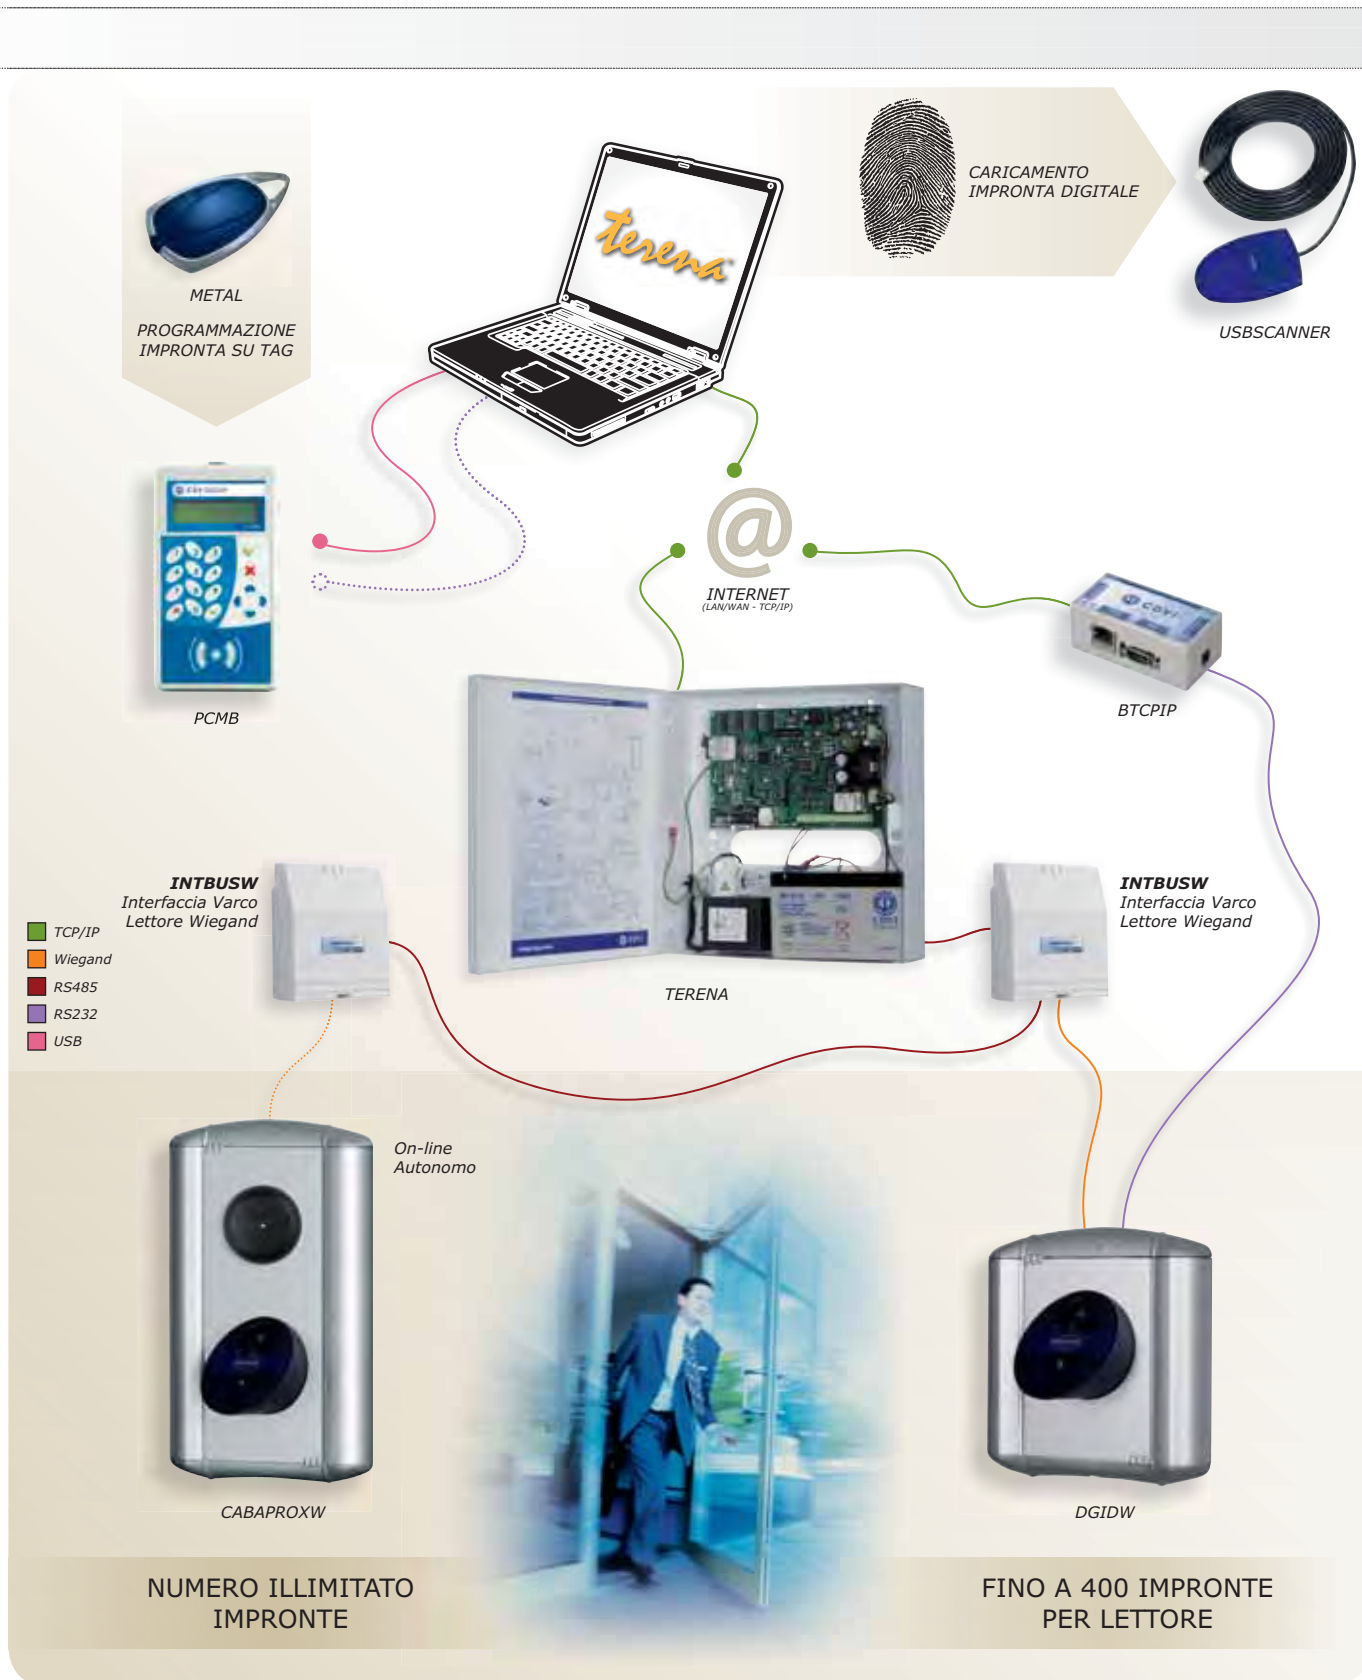 terena
CARICAMENTO
IMPRONTA DIGITALE
METAL
PROGRAMMAZIONE
IMPRONTA SU TAG
USBSCANNER
@
INTERNET
(LAN/WAN - TCP/IP)
PCMB
COVI
BTCPIP
INTBUSW
Interfaccia Varco
Lettore Wiegand
INTBUSW
Interfaccia Varco
Lettore Wiegand
TCP/IP
Wiegand
RS485
RS232
USB
TERENA
On-line
Autonomo
CABAPROXW
DGIDW
NUMERO ILLIMITATO
IMPRONTE
FINO A 400 IMPRONTE
PER LETTORE